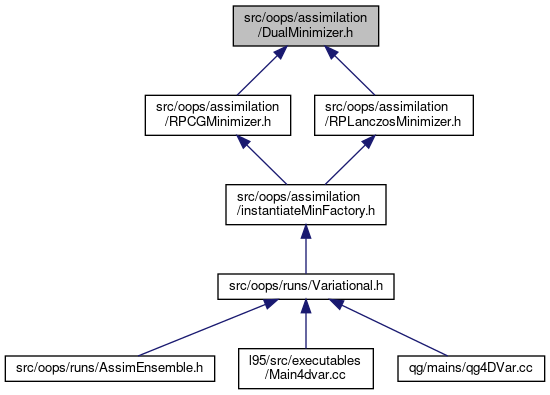 src/oops/assimilation
/DualMinimizer.h
src/oops/assimilation
/RPCGMinimizer.h
src/oops/assimilation
/RPLanczosMinimizer.h
src/oops/assimilation
/instantiateMinFactory.h
src/oops/runs/Variational.h
src/oops/runs/AssimEnsemble.h
l95/src/executables
/Main4dvar.cc
qg/mains/qg4DVar.cc